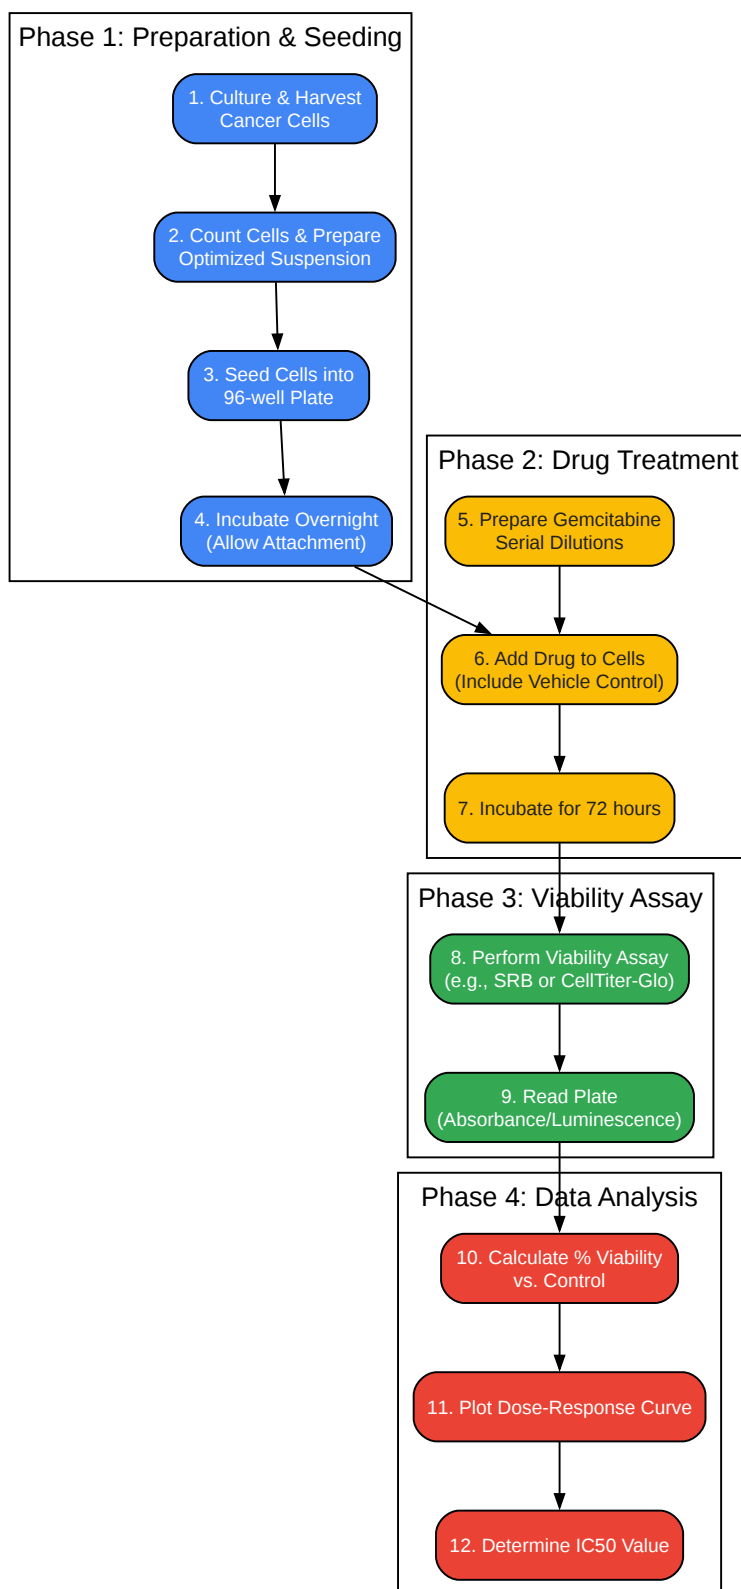 Phase 1: Preparation & Seeding
1. Culture & Harvest
Cancer Cells
2. Count Cells & Prepare
Optimized Suspension
3. Seed Cells into
96-well Plate
4. Incubate Overnight
(Allow Attachment)
Phase 2: Drug Treatment
5. Prepare Gemcitabine
Serial Dilutions
6. Add Drug to Cells
(Include Vehicle Control)
7. Incubate for 72 hours
Phase 3: Viability Assay
8. Perform Viability Assay
(e.g., SRB or CellTiter-Glo)
9. Read Plate
(Absorbance/Luminescence)
Phase 4: Data Analysis
10. Calculate % Viability
vs. Control
11. Plot Dose-Response Curve
12. Determine IC50 Value